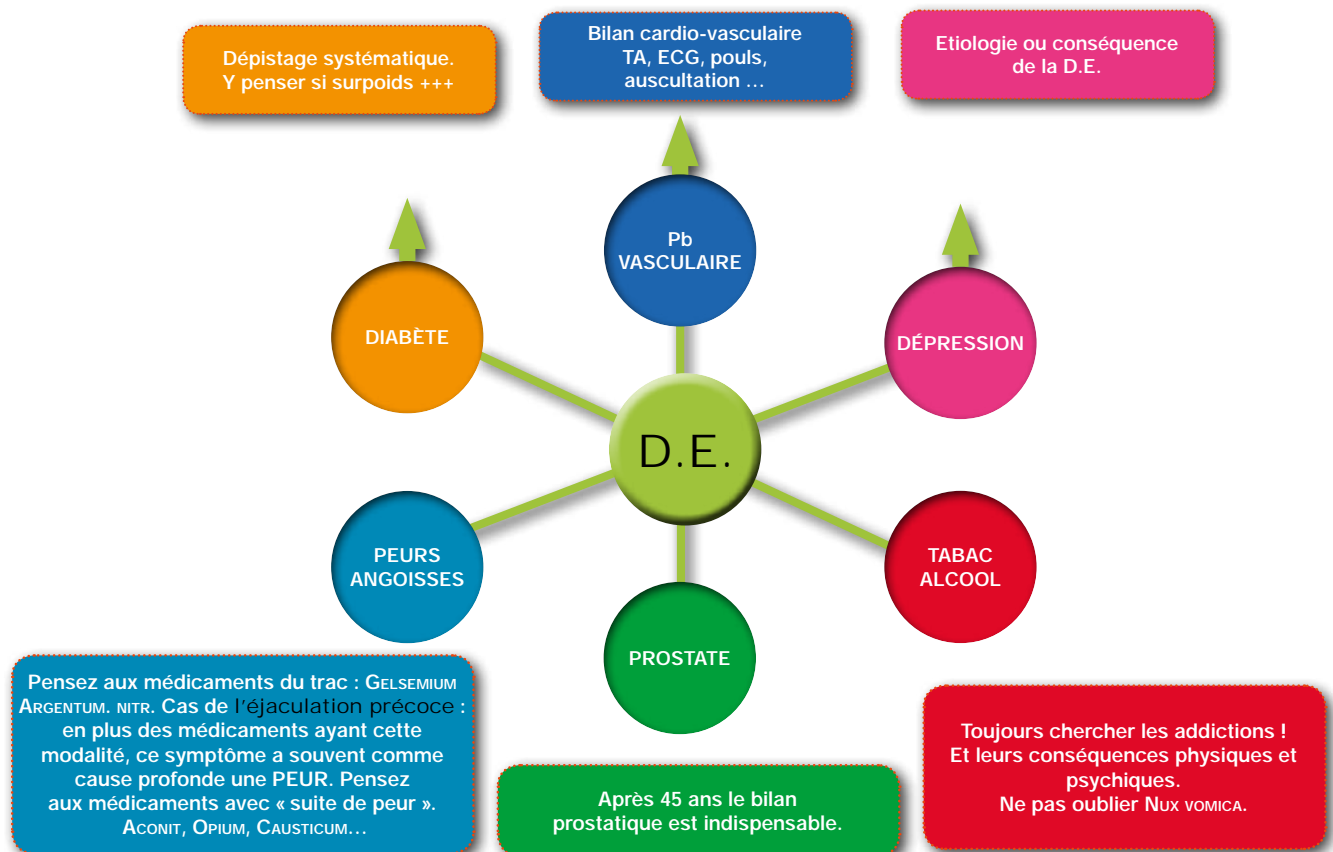 Dépistage systématique.
Y penser si surpoids +++
Bilan cardio-vasculaire
TA, ECG, pouls,
auscultation ...
Etiologie ou conséquence
de la D.E.
Pb
VASCULAIRE
DIABÈTE
DÉPRESSION
D.E.
PEURS
ANGOISSES
TABAC
ALCOOL
PROSTATE
Pensez aux médicaments du trac : GELSEMIUM
ARGENTUM. NITR. Cas de l'éjaculation précoce :
en plus des médicaments ayant cette
modalité, ce symptôme a souvent comme
cause profonde une PEUR. Pensez
aux médicaments avec « suite de peur ».
ACONIT, OPIUM, CAUSTICUM...
Après 45 ans le bilan
prostatique est indispensable.
Toujours chercher les addictions !
Et leurs conséquences physiques et
psychiques.
Ne pas oublier NUX VOMICA.